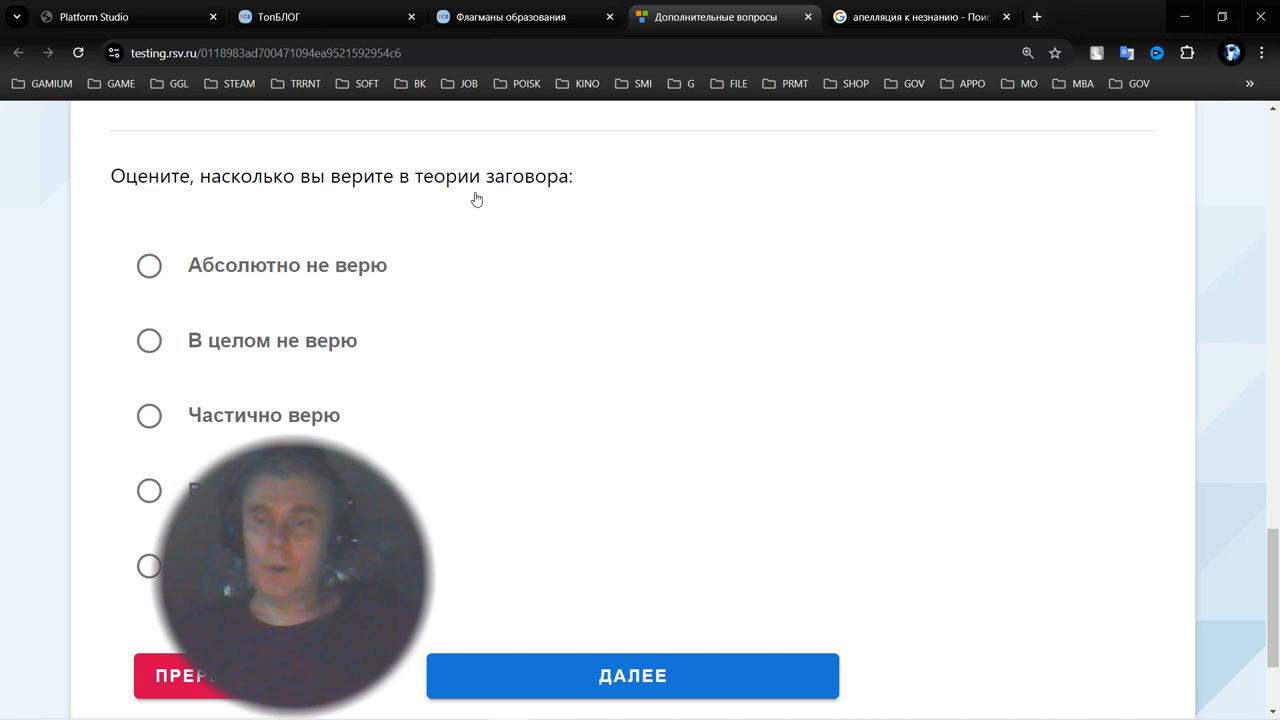 Platform Studio
ТопБЛОГ
Флагманы образования
Дополнительные вопросы
апелляция к незнанию - Поис
testing.rsv.ru/0118983ad700471094ea9521592954c6
GAMIUM GAME GGL STEAM TRRNT SOFT BK JOB POISK KINO SMI G FILE PRMT SHOP GOV APPO MO MBA GOV
Оцените, насколько вы верите в теории заговора:
Абсолютно не верю
В целом не верю
Частично верю
ДАЛЕЕ